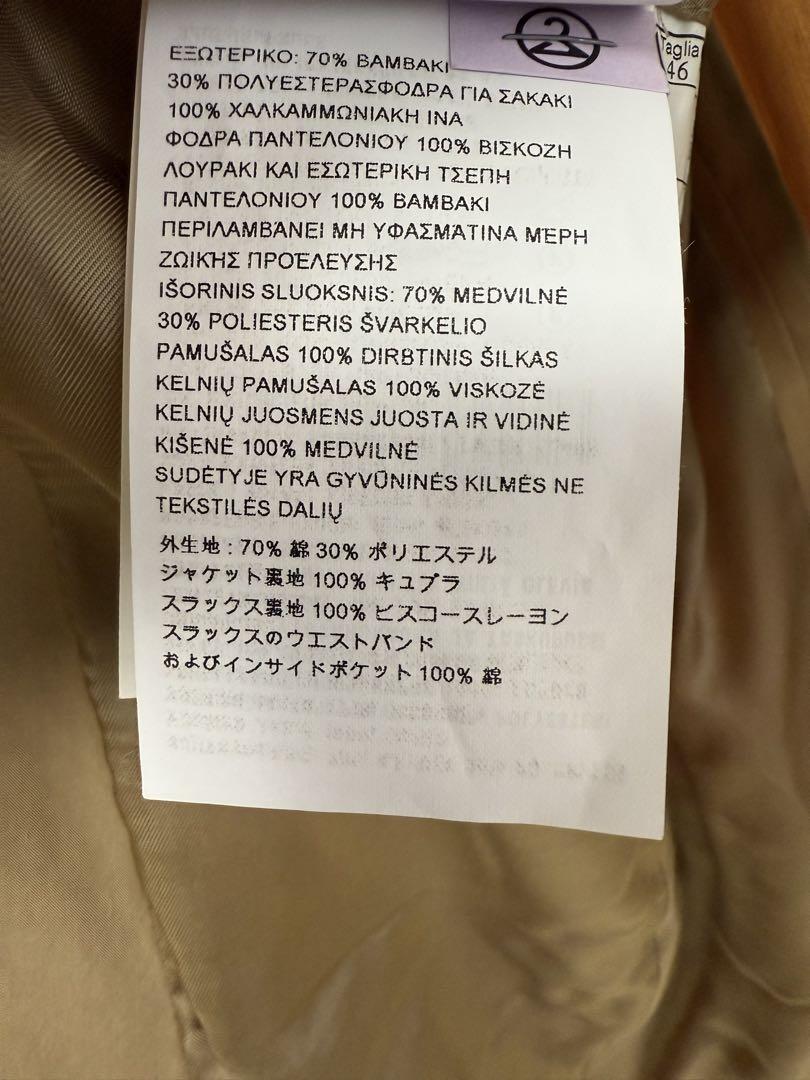 2
Taglia
46
ΕΞΩΤΕΡΙΚΟ: 70% ΒΑΜΒΑΚΙ
30% ΠΟΛΥΕΣΤΕΡΑΣΦΟΔΡΑ ΓΙΑ ΣΑΚΑΚΙ
100% ΧΑΛΚΑΜΜΩΝΙΑΚΗ ΙΝΑ
ΦΟΔΡΑ ΠΑΝΤΕΛΟΝΙΟΥ 100% ΒΙΣΚΟΖΗ
ΛΟΥΡΑΚΙ ΚΑΙ ΕΣΩΤΕΡΙΚΗ ΤΣΕΠΗ
ΠΑΝΤΕΛΟΝΙΟΥ 100% ΒΑΜΒΑΚΙ
ΠΕΡΙΛΑΜΒΆΝΕΙ ΜΗ ΥΦΑΣΜΆΤΙΝΑ ΜΈΡΗ
ΖΩΙΚΉΣ ΠΡΟΈΛΕΥΣΗΣ
IŠORINIS SLUOKSNIS: 70% MEDVILNĖ
30% POLIESTERIS ŠVARKELIO
PAMUŠALAS 100% DIRBTINIS ŠILKAS
KELNIŲ PAMUŠALAS 100% VISKOZĖ
KELNIŲ JUOSMENS JUOSTA IR VIDINĖ
KIŠENĖ 100% MEDVILNĖ
SUDĖTYJE YRA GYVŪNINĖS KILMĖS NE
TEKSTILĖS DALIŲ
外生地 : 70% 綿 30% ポリエステル
ジャケット裏地 100% キュプラ
スラックス裏地 100% ビスコースレーヨン
スラックスのウエストバンド
およびインサイドポケット 100% 綿